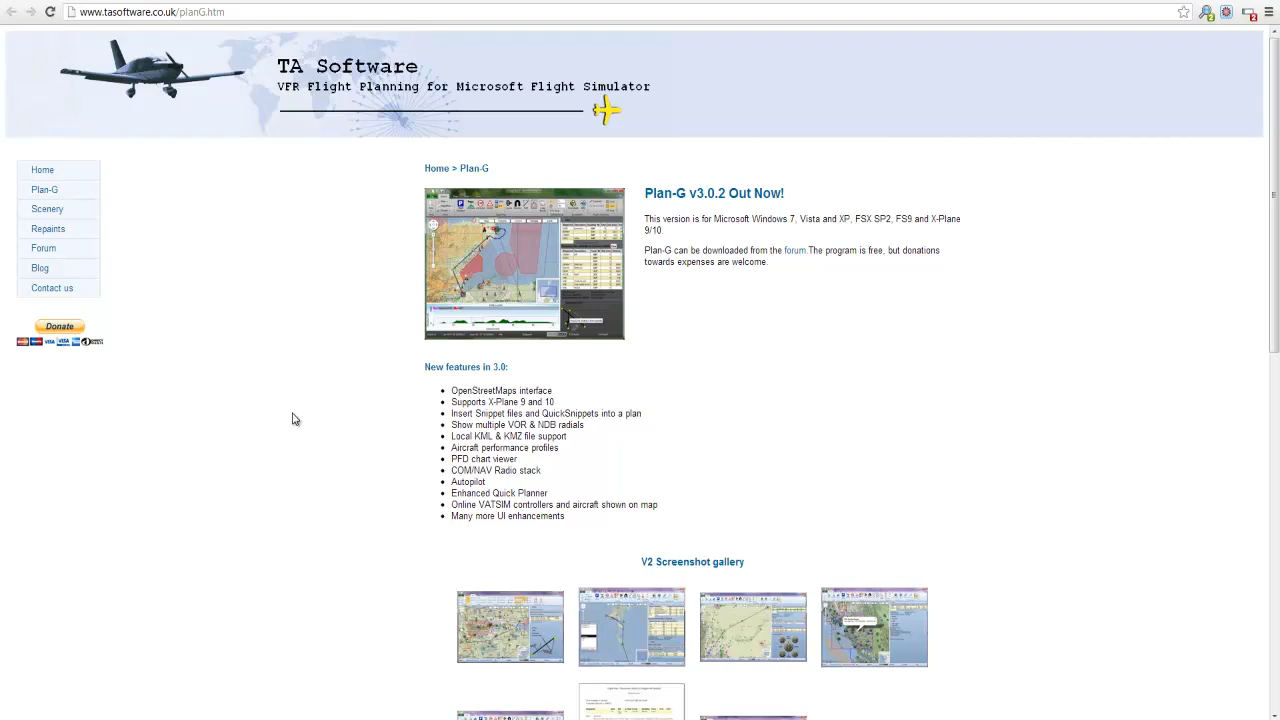 www.tasoftware.co.uk/planG.htm
TA Software
VFR Flight Planning for Microsoft Flight Simulator
Home
Plan-G
Scenery
Repaints
Forum
Blog
Contact us
Donate
Home > Plan-G
Plan-G v3.0.2 Out Now!
This version is for Microsoft Windows 7, Vista and XP, FSX SP2, FS9 and X-Plane
9/10.
Plan-G can be downloaded from the forum.The program is free, but donations
towards expenses are welcome.
New features in 3.0:
OpenStreetMaps interface
Supports X-Plane 9 and 10
Insert Snippet files and QuickSnippets into a plan
Show multiple VOR & NDB radials
Local KML & KMZ file support
Aircraft performance profiles
PFD chart viewer
COM/NAV Radio stack
Autopilot
Enhanced Quick Planner
Online VATSIM controllers and aircraft shown on map
Many more UI enhancements
V2 Screenshot gallery